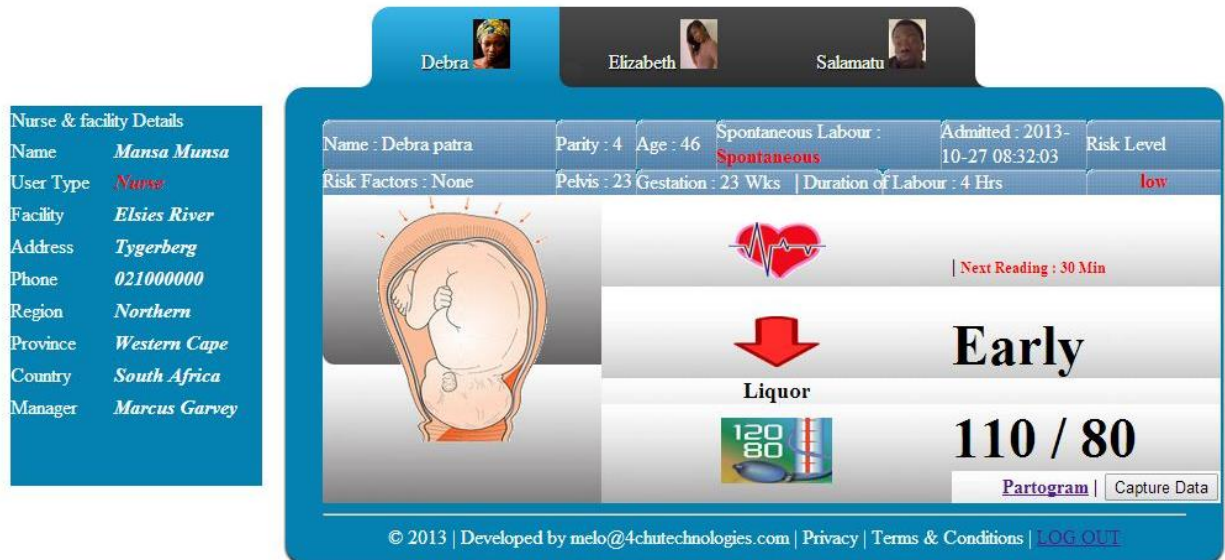 Debra
Elizabeth
Salamatu
Nurse & facility Details
Name Mansa Munsa
User Type Nurse
Facility Elsies River
Address Tygerberg
Phone 021000000
Region Northern
Province Western Cape
Country South Africa
Manager Marcus Garvey
Name : Debra patra
Parity : 4
Age : 46
Spontaneous Labour :
Spontaneous
Admitted : 2013-
10-27 08:32:03
Risk Level
Risk Factors : None
Pelvis : 23
Gestation : 23 Wks | Duration of Labour : 4 Hrs
low
| Next Reading : 30 Min
Early
Liquor
120
80
110 / 80
Partogram | Capture Data
© 2013 | Developed by melo@4chutechnologies.com | Privacy | Terms & Conditions | LOG OUT